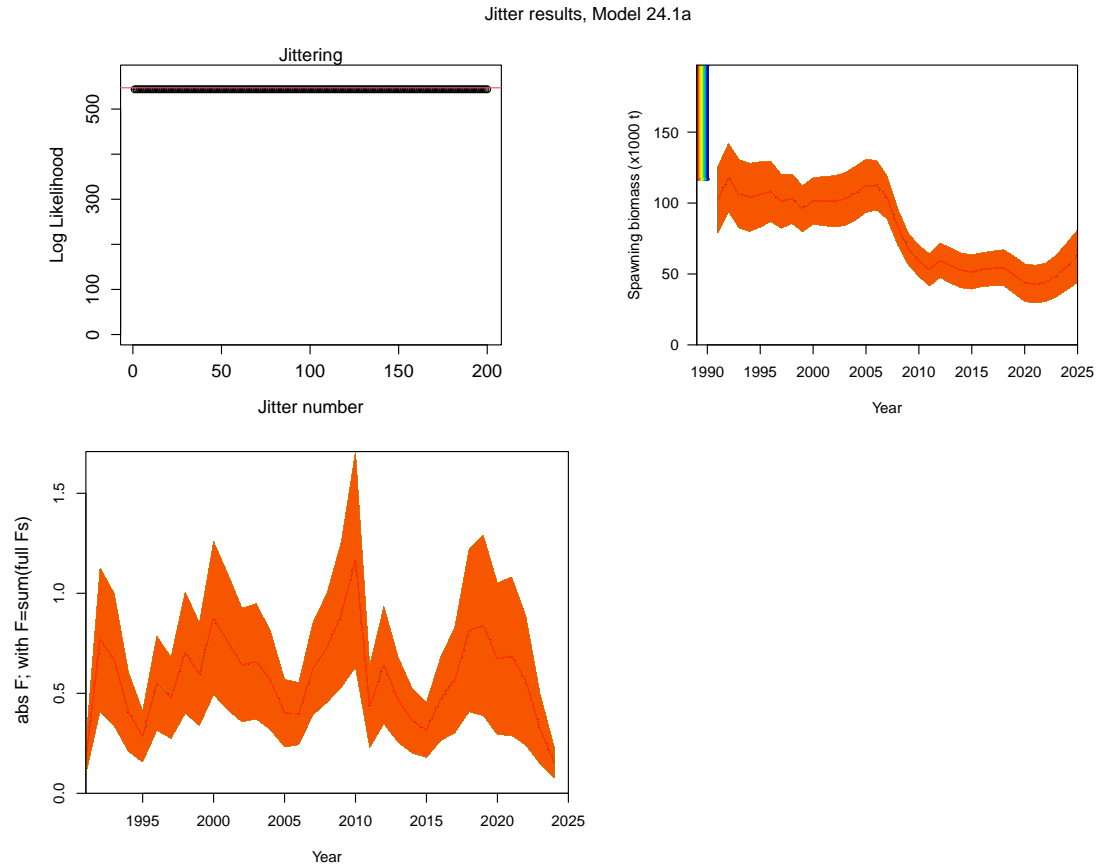 Jitter results, Model 24.1a
Jittering
Log Likelihood
500
300
100
0
0 50 100 150 200
Jitter number
Spawning biomass (x1000 t)
150
100
50
0
1990 1995 2000 2005 2010 2015 2020 2025
Year
abs F; with F=sum(full Fs)
1.5
1.0
0.5
0.0
1995 2000 2005 2010 2015 2020 2025
Year